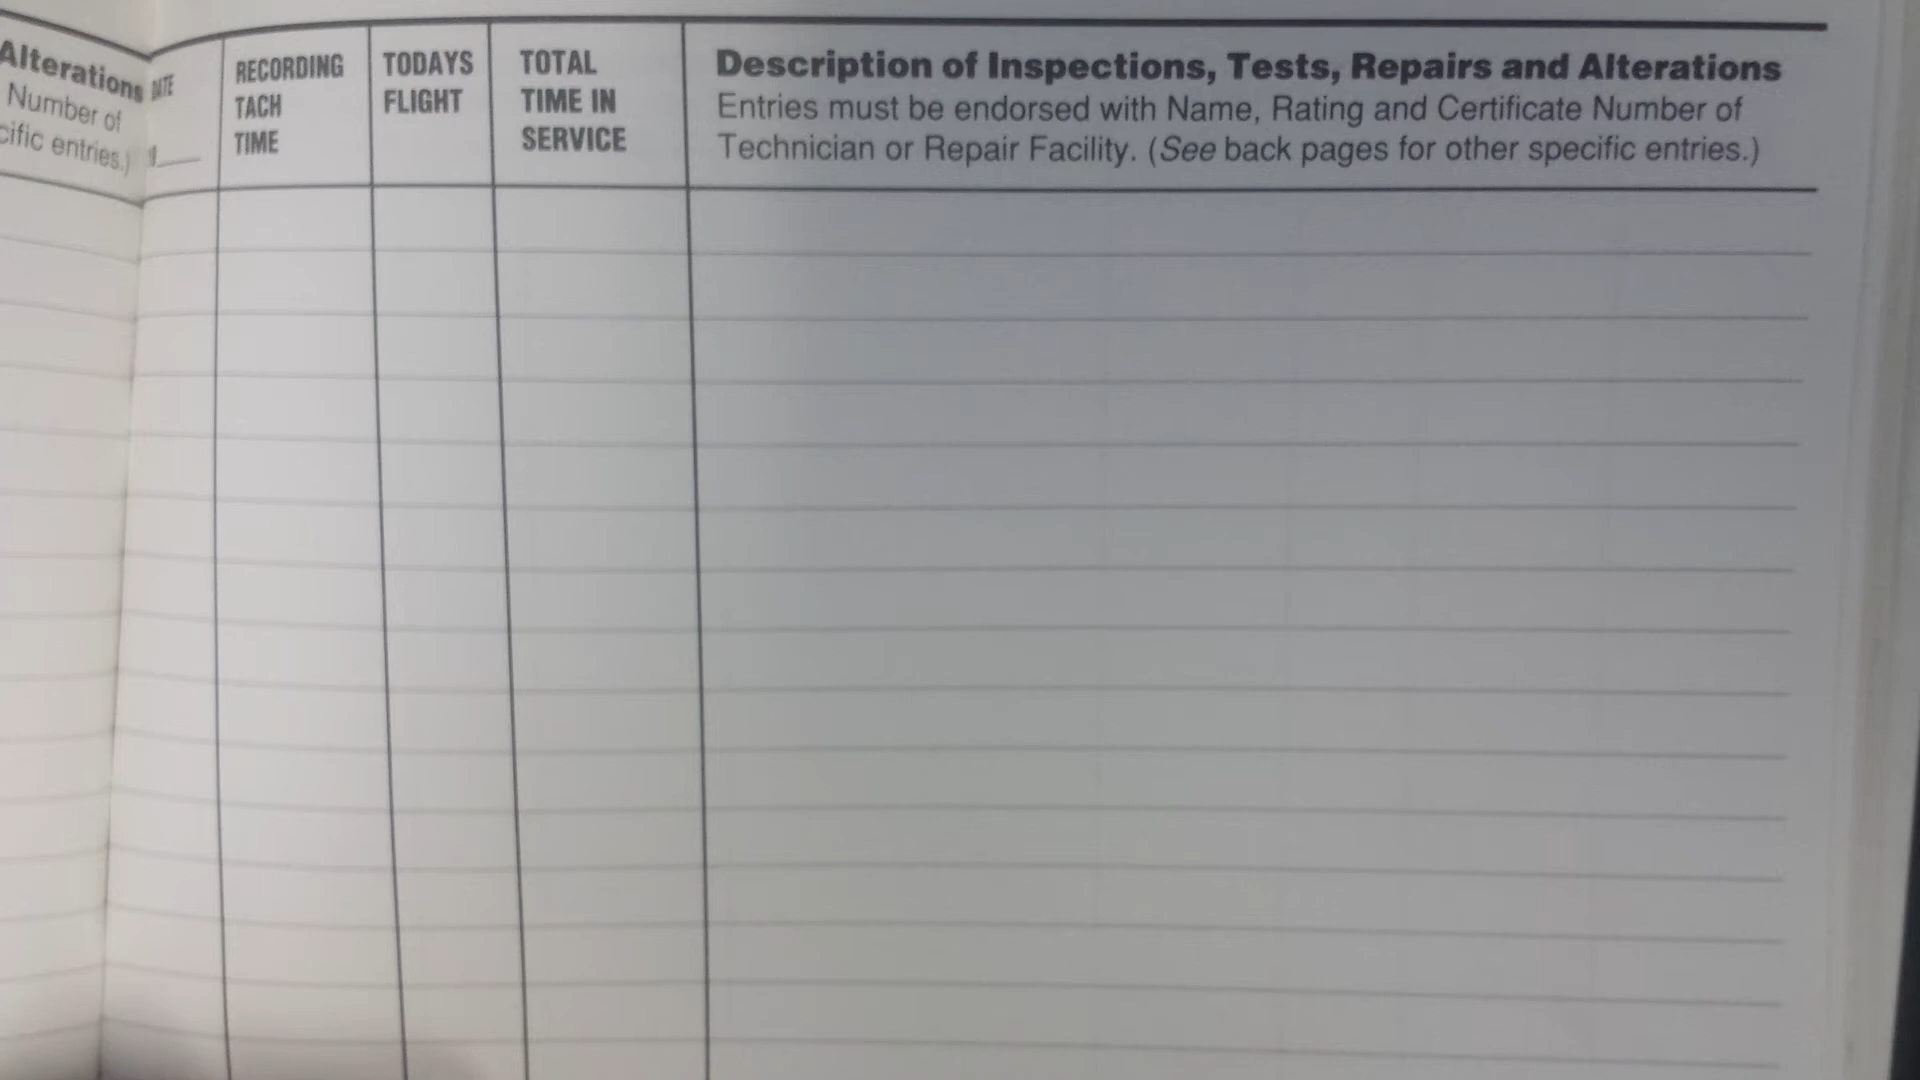 Alterations
Number of
cific entries.)
DATE
RECORDING
TACH
TIME
TODAYS
FLIGHT
TOTAL
TIME IN
SERVICE
Description of Inspections, Tests, Repairs and Alterations
Entries must be endorsed with Name, Rating and Certificate Number of
Technician or Repair Facility. (See back pages for other specific entries.)